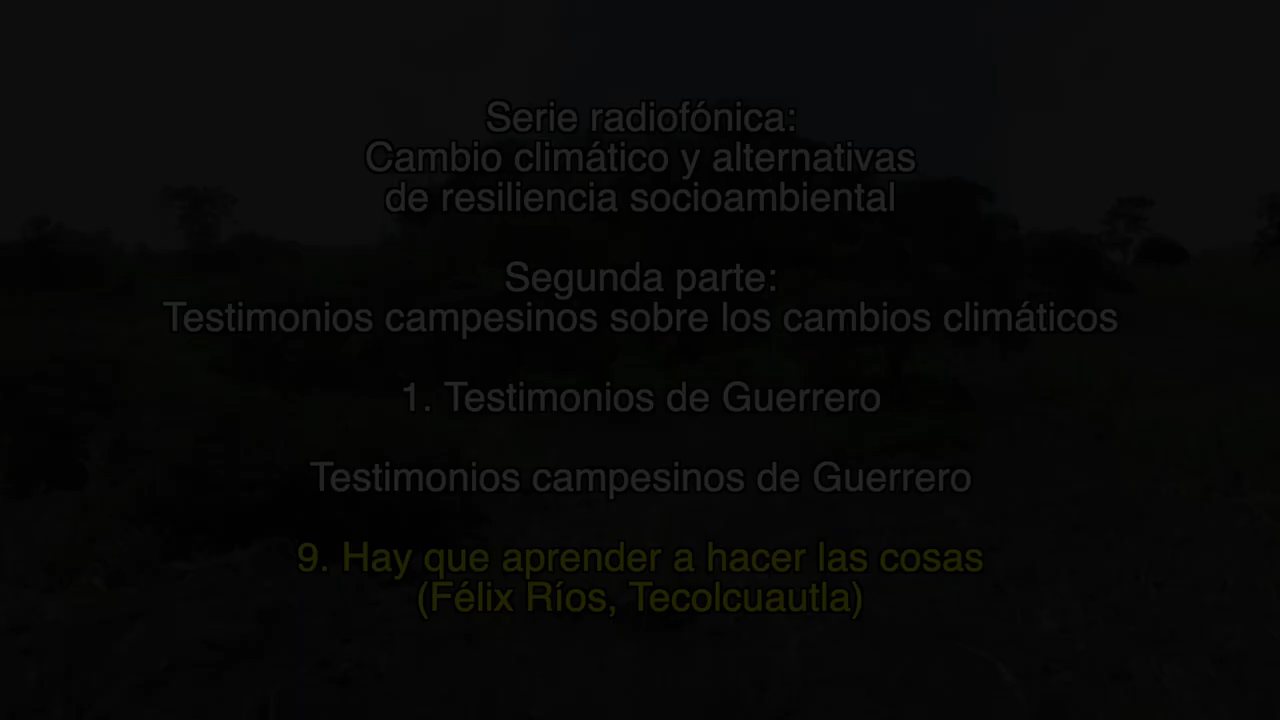 Serie radiofónica:
Cambio climático y alternativas
de resiliencia socioambiental
Segunda parte:
Testimonios campesinos sobre los cambios climáticos
1. Testimonios de Guerrero
Testimonios campesinos de Guerrero
9. Hay que aprender a hacer las cosas
(Félix Ríos, Tecolcuautla)